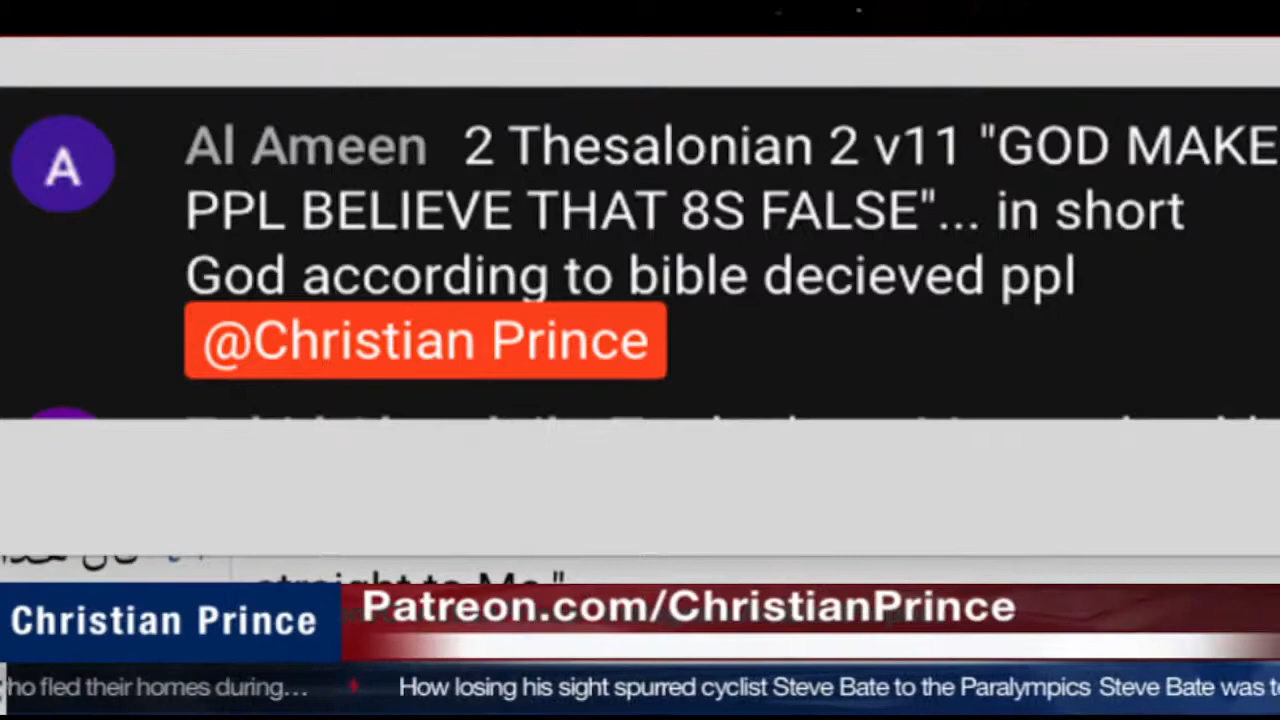 A
Al Ameen 2 Thesalonian 2 v11 "GOD MAKE
PPL BELIEVE THAT 8S FALSE"... in short
God according to bible decieved ppl
@Christian Prince
straight to Me."
Christian Prince
Patreon.com/ChristianPrince
ho fled their homes during... How losing his sight spurred cyclist Steve Bate to the Paralympics Steve Bate was t